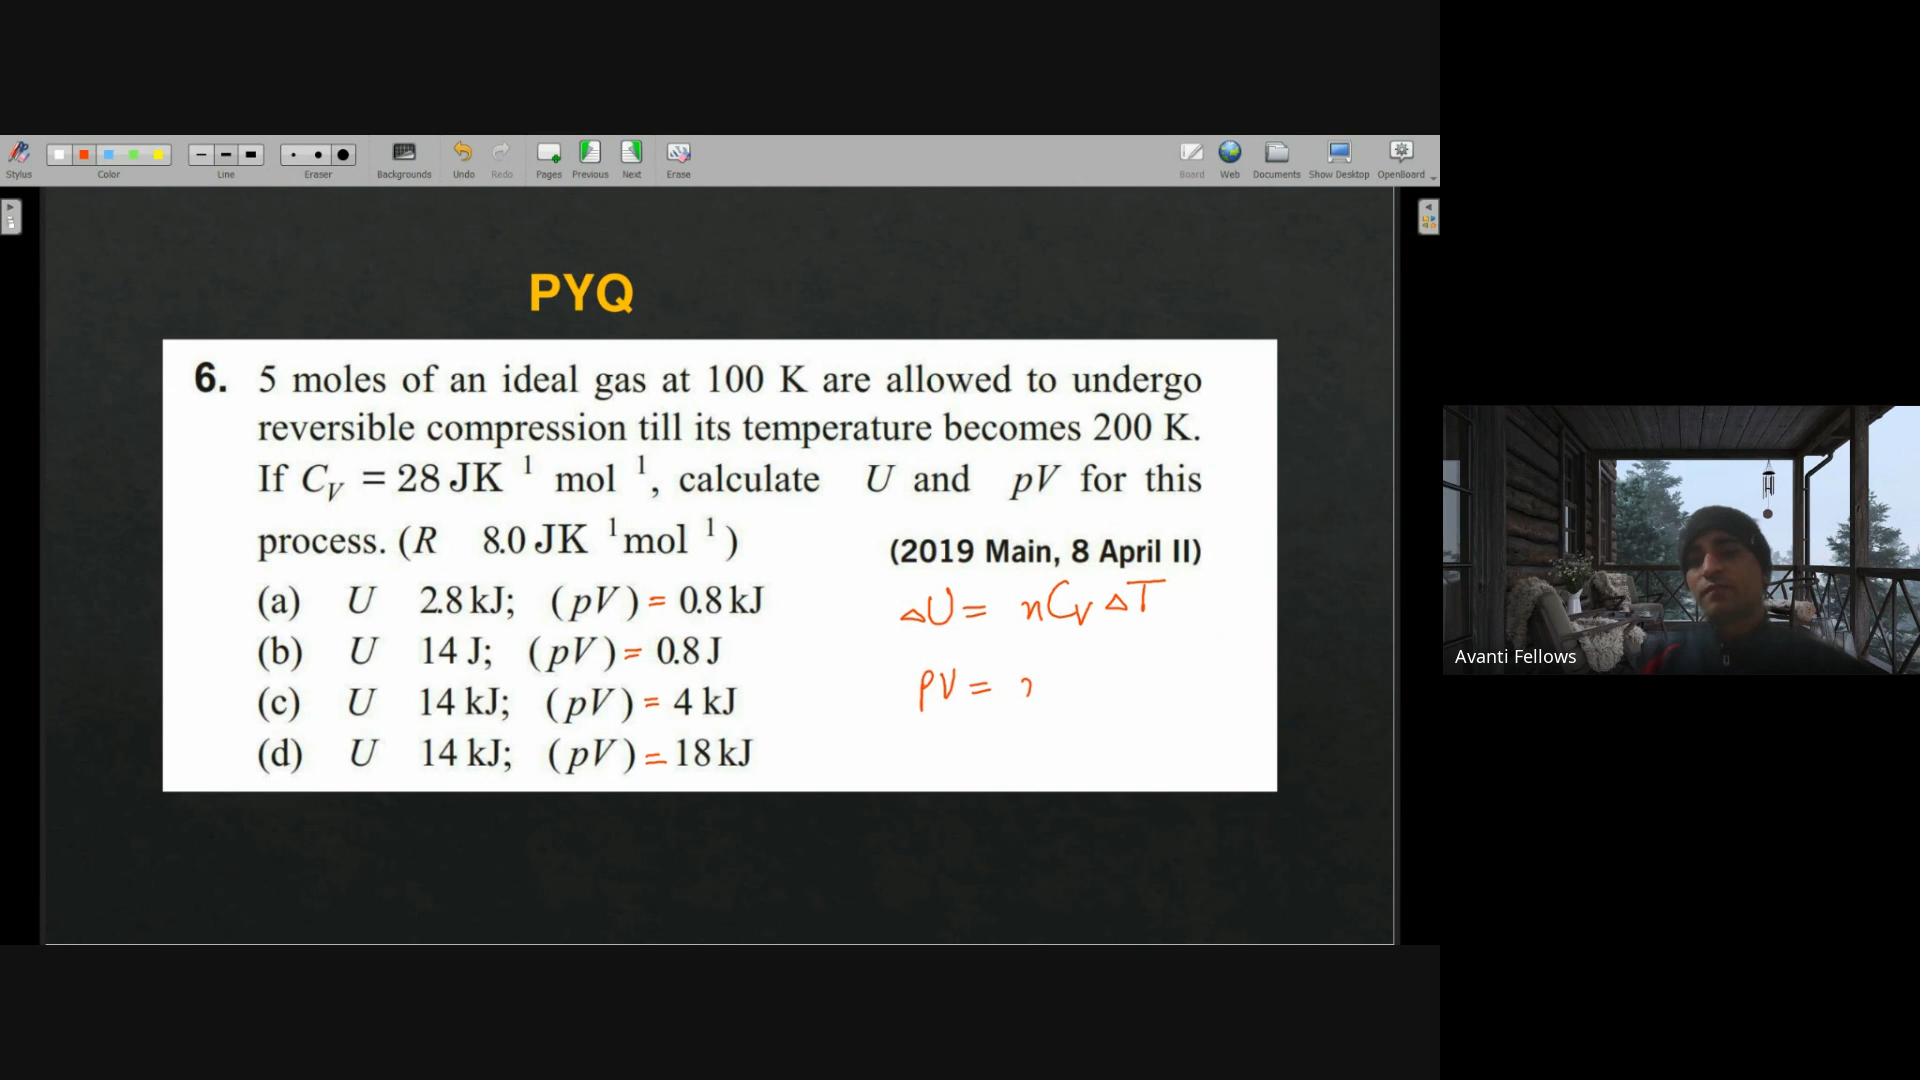 Stylus
Color
Line
Eraser
Backgrounds
Undo
Redo
Pages
Previous
Next
Erase
Board
Web
Documents
Show Desktop
OpenBoard
PYQ
6. 5 moles of an ideal gas at 100 K are allowed to undergo
reversible compression till its temperature becomes 200 K.
If C_V = 28 JK ¹ mol ¹, calculate U and pV for this
process. (R 8.0 JK ¹ mol ¹)
(2019 Main, 8 April II)
(a) U 2.8 kJ; (pV) = 0.8 kJ
(b) U 14 J; (pV) = 0.8 J
(c) U 14 kJ; (pV) = 4 kJ
(d) U 14 kJ; (pV) = 18 kJ
ΔU = nCv ΔT
PV =
Avanti Fellows